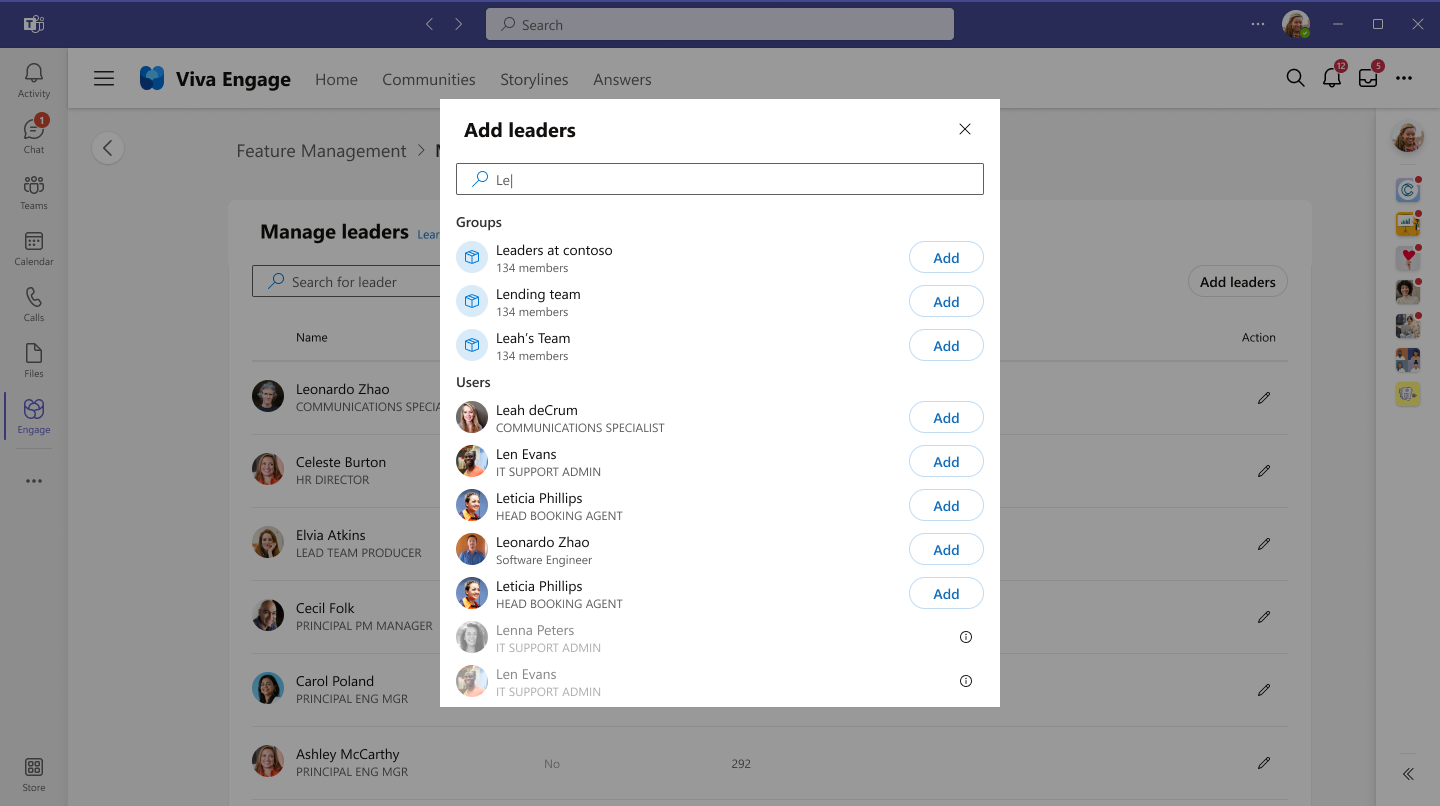 Search
Activity
1
Chat
Teams
Calendar
Calls
Files
Engage
Store
Viva Engage
Home
Communities
Storylines
Answers
12
5
Feature Management >
Manage leaders
Search for leader
Add leaders
Name
Action
Leonardo Zhao
Celeste Burton
HR DIRECTOR
Elvia Atkins
LEAD TEAM PRODUCER
Cecil Folk
PRINCIPAL PM MANAGER
Carol Poland
PRINCIPAL ENG MGR
Ashley McCarthy
PRINCIPAL ENG MGR
No
292
Add leaders
Le
Groups
Leaders at contoso
134 members
Add
Lending team
134 members
Add
Leah's Team
134 members
Add
Users
Leah deCrum
COMMUNICATIONS SPECIALIST
Add
Len Evans
IT SUPPORT ADMIN
Add
Leticia Phillips
HEAD BOOKING AGENT
Add
Leonardo Zhao
Software Engineer
Add
Leticia Phillips
HEAD BOOKING AGENT
Add
Lenna Peters
IT SUPPORT ADMIN
Len Evans
IT SUPPORT ADMIN